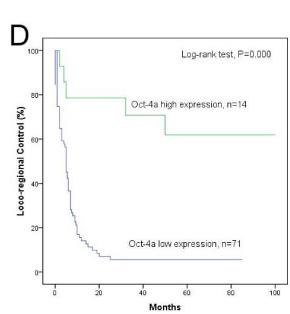 D
Log-rank test, P=0.000
100
80
60
40
20
0
Loco-regional Control (%)
Oct-4a high expression, n=14
Oct-4a low expression, n=71
0 20 40 60 80 100
Months